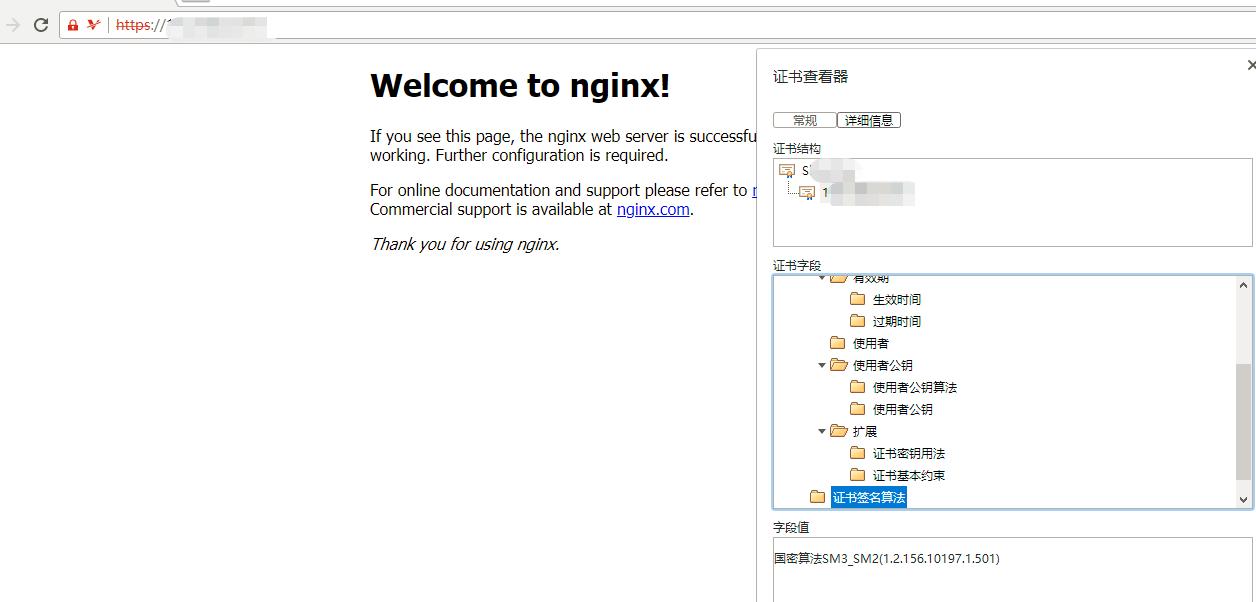 https://
Welcome to nginx!
If you see this page, the nginx web server is successfu
working. Further configuration is required.
For online documentation and support please refer to
Commercial support is available at nginx.com.
Thank you for using nginx.
证书查看器
常规 详细信息
证书结构
S
1
证书字段
有效期
生效时间
过期时间
使用者
使用者公钥
使用者公钥算法
使用者公钥
扩展
证书密钥用法
证书基本约束
证书签名算法
字段值
国密算法SM3_SM2(1.2.156.10197.1.501)